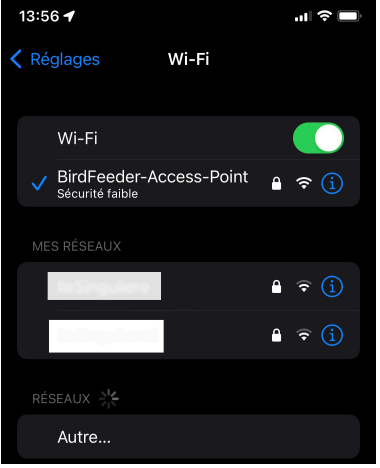 13:56
Réglages
Wi-Fi
Wi-Fi
BirdFeeder-Access-Point
Sécurité faible
MES RÉSEAUX
RÉSEAUX
Autre...